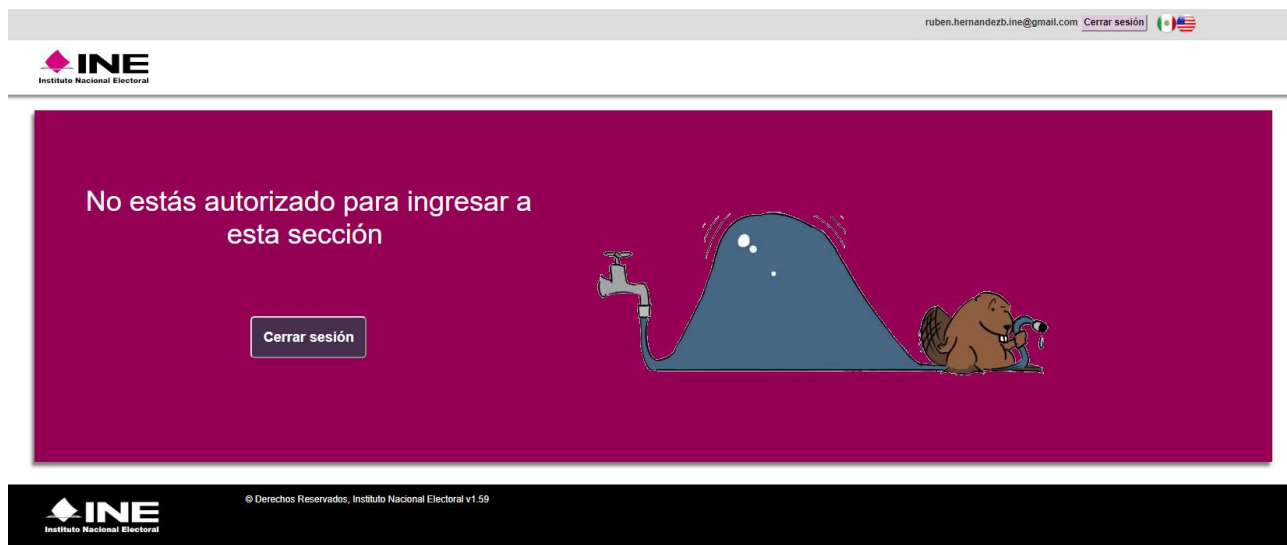 ruben.hernandezb.ine@gmail.com Cerrar sesión
INE
Instituto Nacional Electoral
No estás autorizado para ingresar a
esta sección
Cerrar sesión
© Derechos Reservados, Instituto Nacional Electoral v1.59
INE
Instituto Nacional Electoral